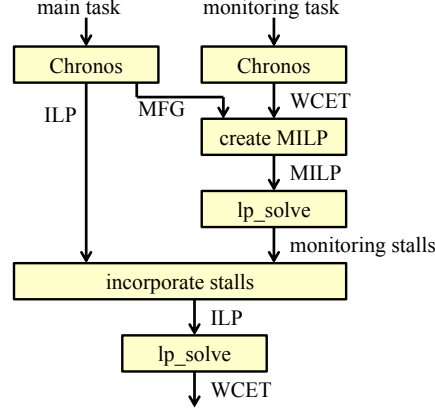 main task
monitoring task
Chronos
Chronos
ILP
MFG
WCET
create MILP
MILP
lp_solve
monitoring stalls
incorporate stalls
ILP
lp_solve
WCET